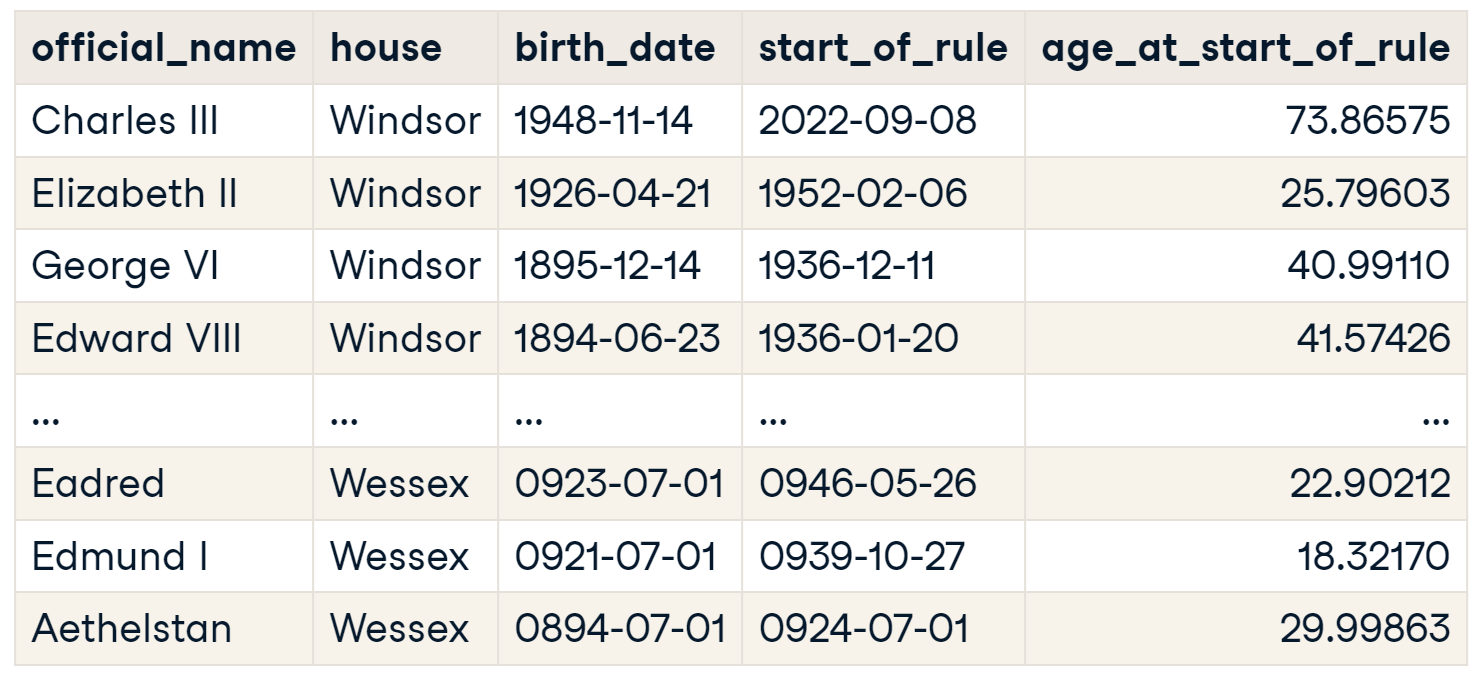 official_name house birth_date start_of_rule age_at_start_of_rule
Charles III Windsor 1948-11-14 2022-09-08 73.86575
Elizabeth II Windsor 1926-04-21 1952-02-06 25.79603
George VI Windsor 1895-12-14 1936-12-11 40.99110
Edward VIII Windsor 1894-06-23 1936-01-20 41.57426
... ... ... ... ...
Eadred Wessex 0923-07-01 0946-05-26 22.90212
Edmund I Wessex 0921-07-01 0939-10-27 18.32170
Aethelstan Wessex 0894-07-01 0924-07-01 29.99863